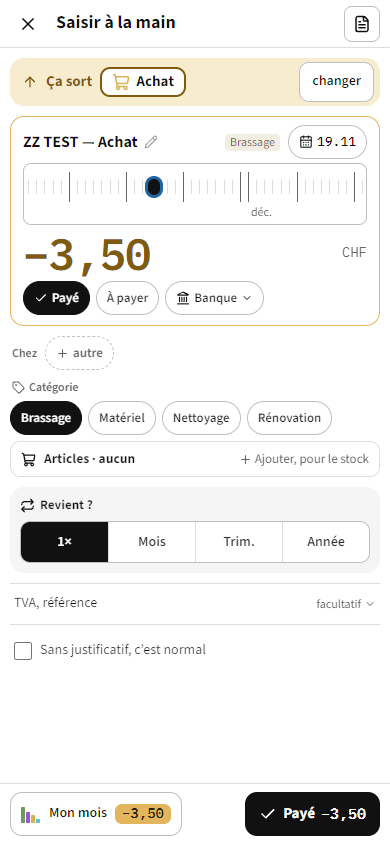 Saisir à la main
Ça sort Achat changer
ZZ TEST — Achat Brassage 19.11
déc.
−3,50 CHF
Payé À payer Banque
Chez + autre
Catégorie
Brassage Matériel Nettoyage Rénovation
Articles · aucun + Ajouter, pour le stock
Revient ?
1× Mois Trim. Année
TVA, référence facultatif
Sans justificatif, c’est normal
Mon mois −3,50 Payé −3,50